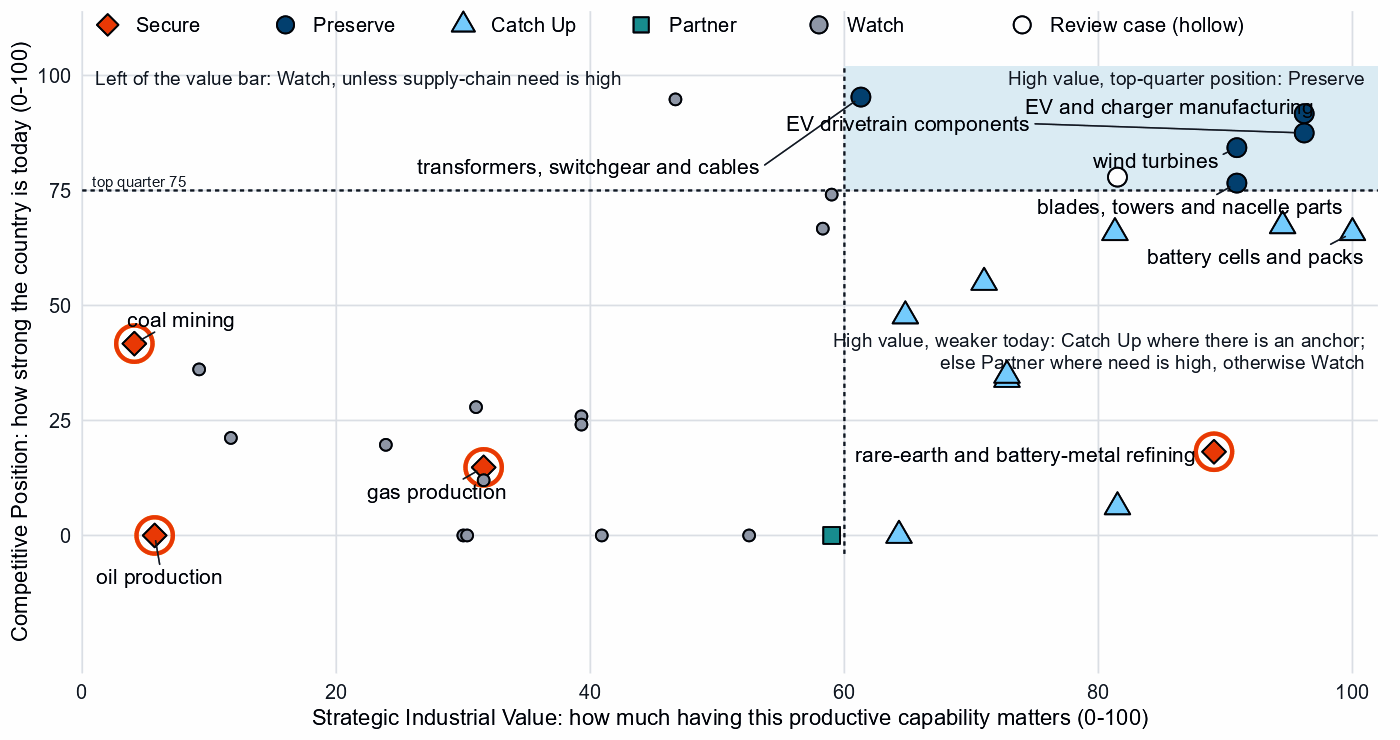 Secure
Preserve
Catch Up
Partner
Watch
Review case (hollow)
Competitive Position: how strong the country is today (0-100)
100
75
50
25
0
Left of the value bar: Watch, unless supply-chain need is high
High value, top-quarter position: Preserve
EV and charger manufacturing
EV drivetrain components
transformers, switchgear and cables
wind turbines
top quarter 75
blades, towers and nacelle parts
battery cells and packs
coal mining
High value, weaker today: Catch Up where there is an anchor;
else Partner where need is high, otherwise Watch
rare-earth and battery-metal refining
gas production
oil production
0
20
40
60
80
100
Strategic Industrial Value: how much having this productive capability matters (0-100)